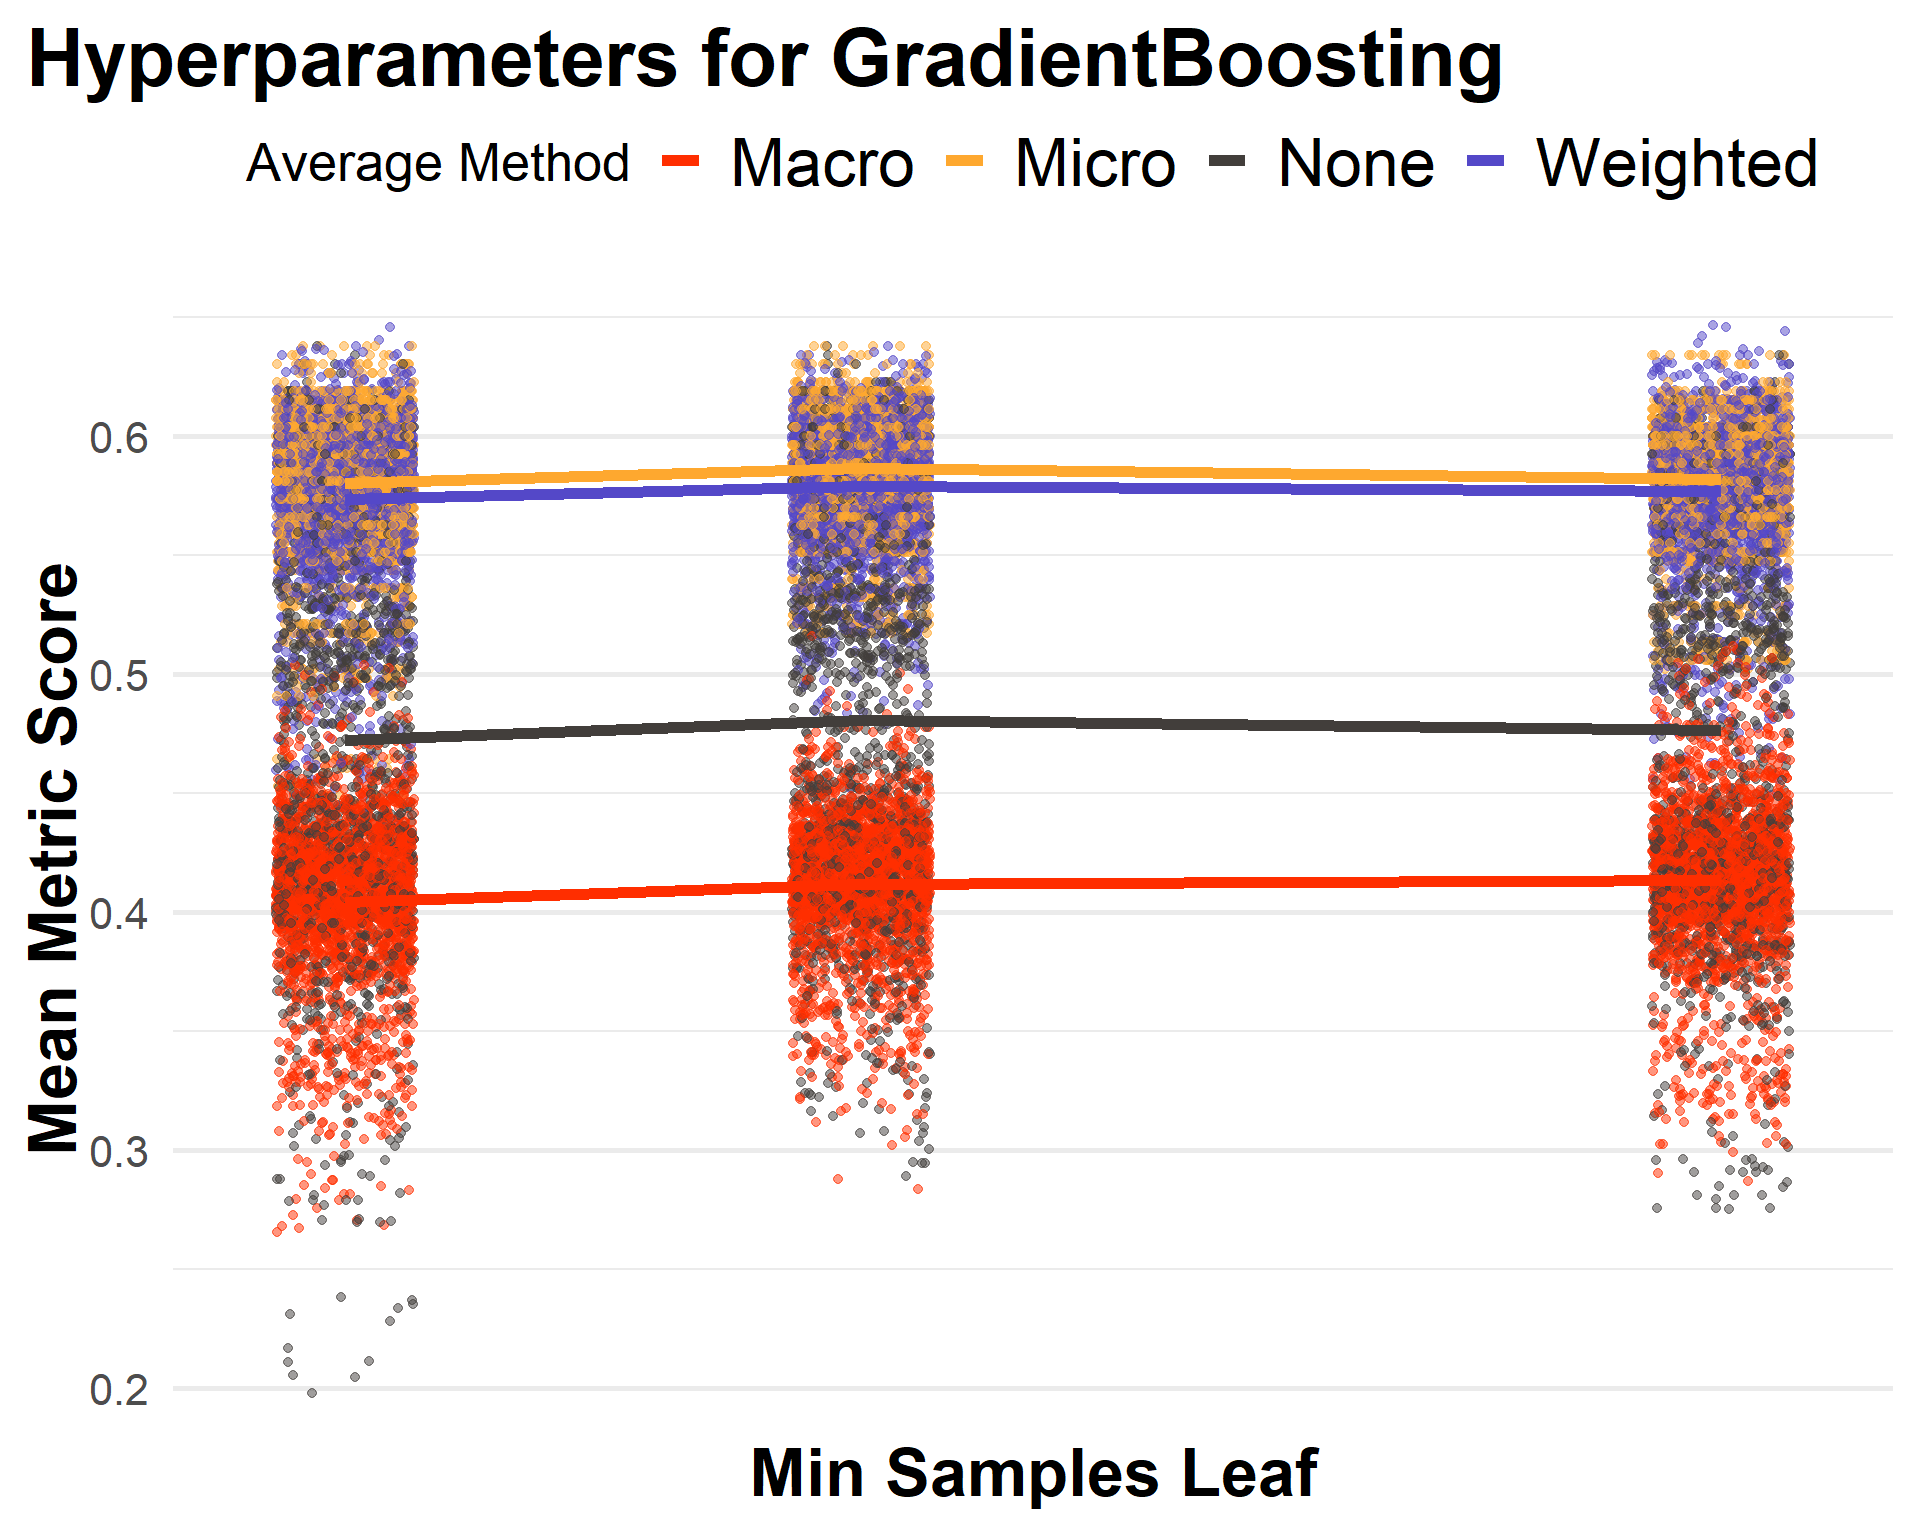 Hyperparameters for GradientBoosting
Average Method Macro Micro None Weighted
Mean Metric Score
0.6
0.5
0.4
0.3
0.2
Min Samples Leaf